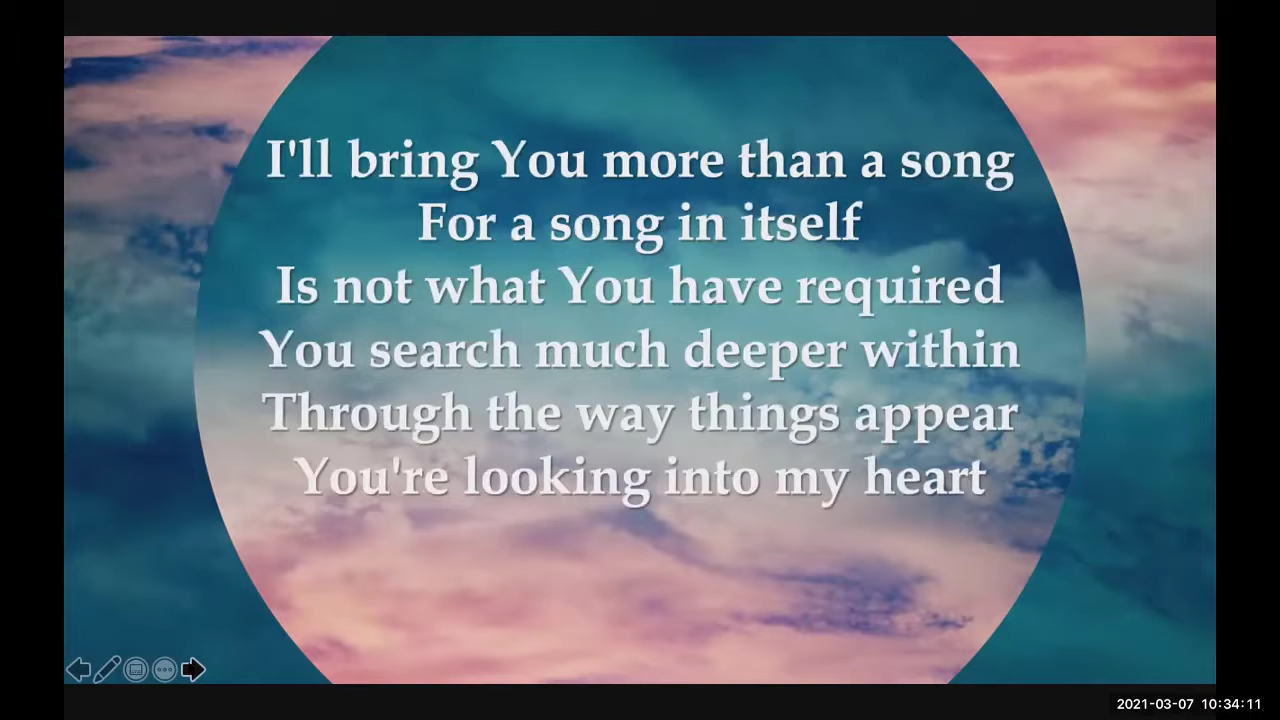 I'll bring You more than a song
For a song in itself
Is not what You have required
You search much deeper within
Through the way things appear
You're looking into my heart
2021-03-07 10:34:11